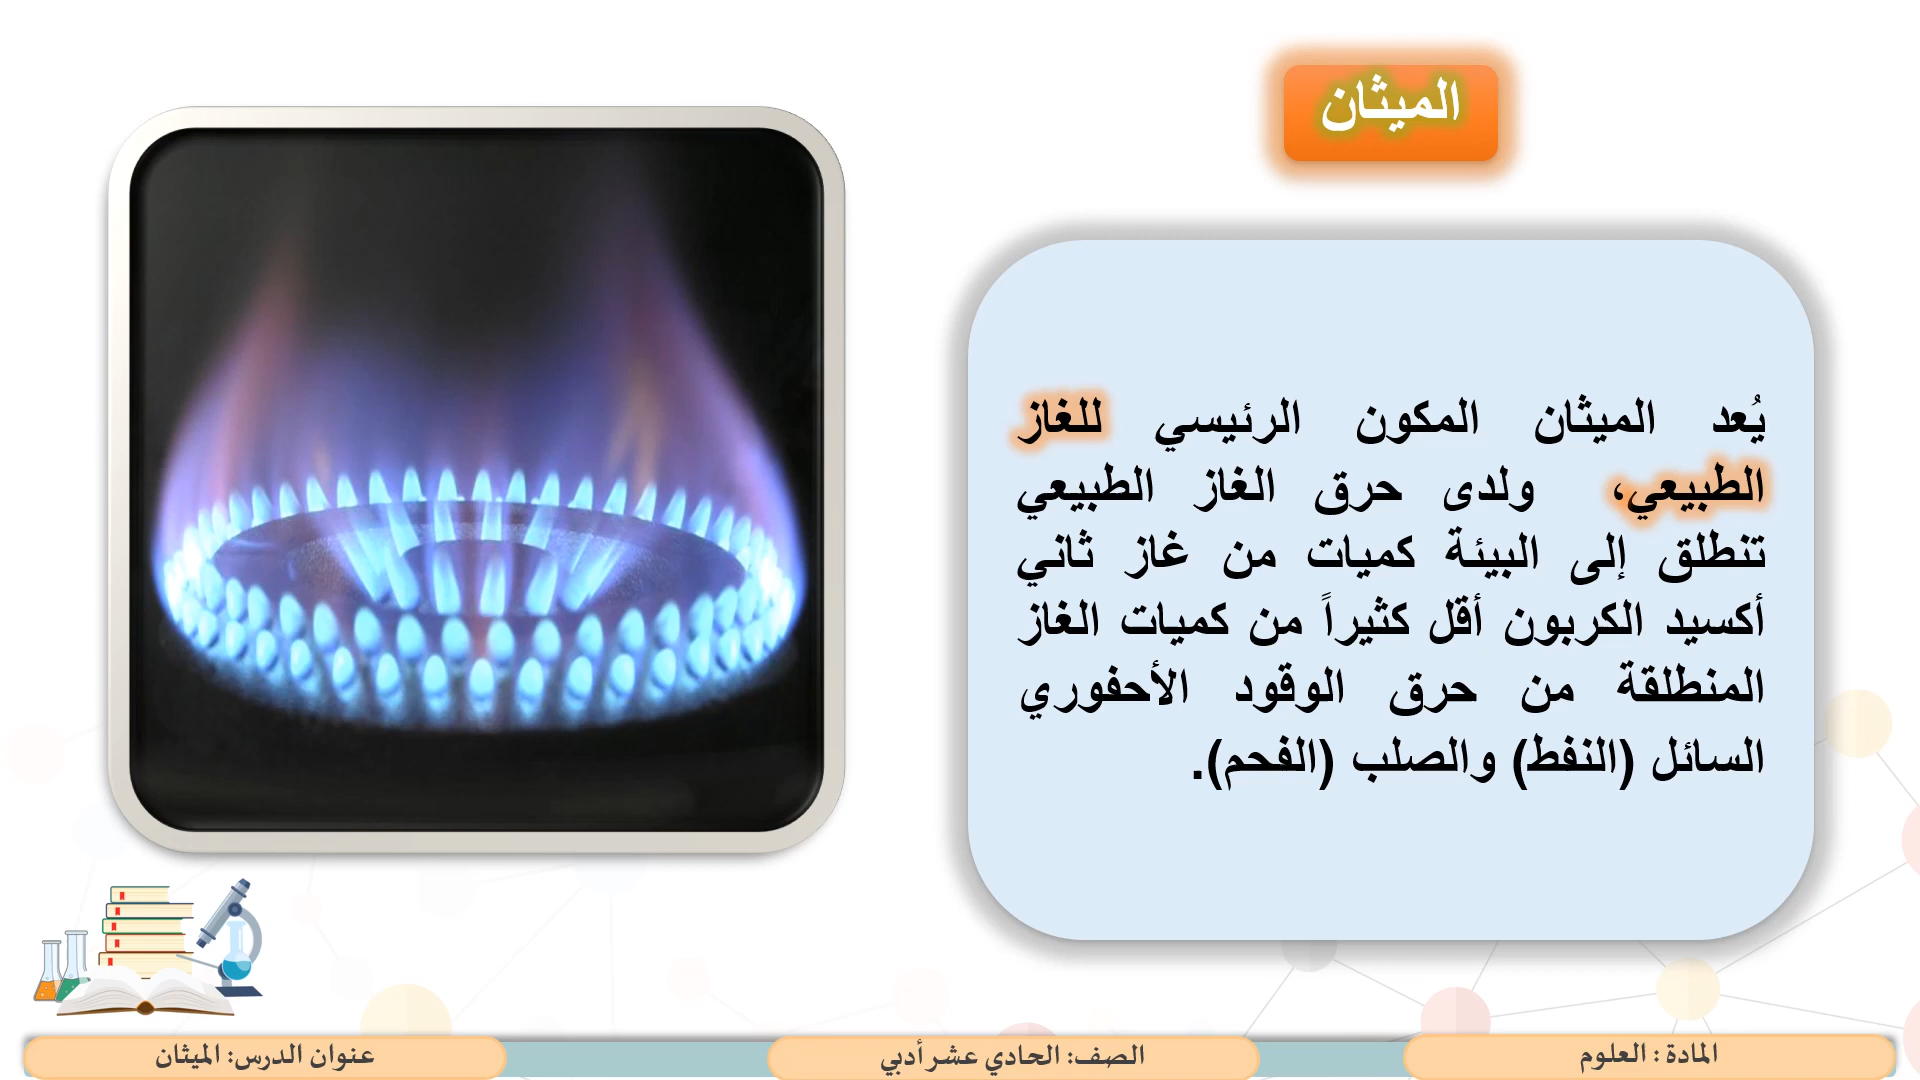 الميثان
يُعد الميثان المكون الرئيسي للغاز
الطبيعي، ولدى حرق الغاز الطبيعي
تنطلق إلى البيئة كميات من غاز ثاني
أكسيد الكربون أقل كثيراً من كميات الغاز
المنطلقة من حرق الوقود الأحفوري
السائل (النفط) والصلب (الفحم).
المادة : العلوم
الصف: الحادي عشر أدبي
عنوان الدرس: الميثان